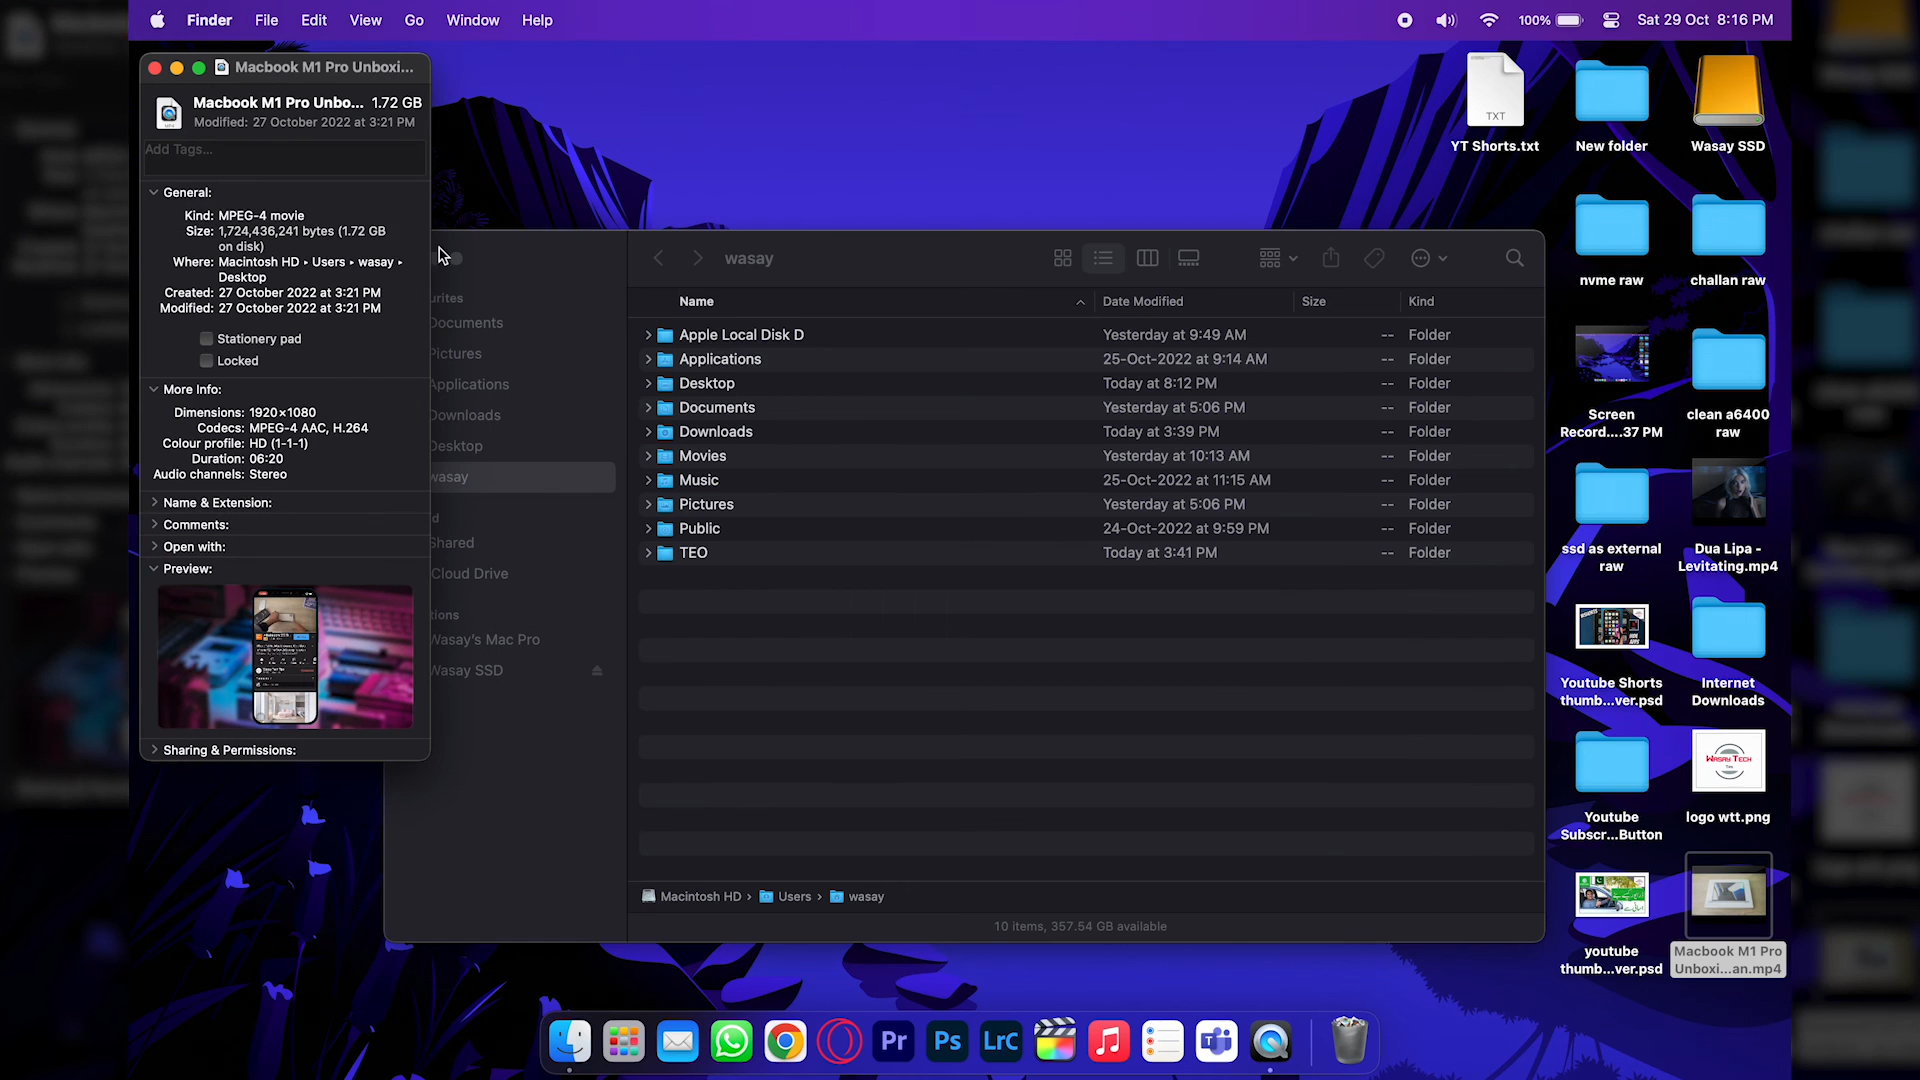 Finder File Edit View Go Window Help
100% Sat 29 Oct 8:16 PM
Macbook M1 Pro Unboxi...
Macbook M1 Pro Unbo... 1.72 GB
Modified: 27 October 2022 at 3:21 PM
Add Tags...
General:
Kind: MPEG-4 movie
Size: 1,724,436,241 bytes (1.72 GB
on disk)
Where: Macintosh HD ▸ Users ▸ wasay ▸
Desktop
Created: 27 October 2022 at 3:21 PM
Modified: 27 October 2022 at 3:21 PM
Stationery pad
Locked
More Info:
Dimensions: 1920×1080
Codecs: MPEG-4 AAC, H.264
Colour profile: HD (1-1-1)
Duration: 06:20
Audio channels: Stereo
Name & Extension:
Comments:
Open with:
Preview:
Sharing & Permissions:
urites
Documents
Pictures
Applications
Downloads
Desktop
wasay
d
Shared
Cloud Drive
tions
Wasay's Mac Pro
Wasay SSD
wasay
Name Date Modified Size Kind
Apple Local Disk D Yesterday at 9:49 AM -- Folder
Applications 25-Oct-2022 at 9:14 AM -- Folder
Desktop Today at 8:12 PM -- Folder
Documents Yesterday at 5:06 PM -- Folder
Downloads Today at 3:39 PM -- Folder
Movies Yesterday at 10:13 AM -- Folder
Music 25-Oct-2022 at 11:15 AM -- Folder
Pictures Yesterday at 5:06 PM -- Folder
Public 24-Oct-2022 at 9:59 PM -- Folder
TEO Today at 3:41 PM -- Folder
Macintosh HD › Users › wasay
10 items, 357.54 GB available
TXT
YT Shorts.txt
New folder
Wasay SSD
nvme raw
challan raw
Screen
Record....37 PM
clean a6400
raw
ssd as external
raw
Dua Lipa -
Levitating.mp4
Youtube Shorts
thumb...ver.psd
Internet
Downloads
WASAY TECH
Youtube
Subscr...Button
logo wtt.png
youtube
thumb...ver.psd
Macbook M1 Pro
Unboxi...an.mp4
Pr
Ps
LrC